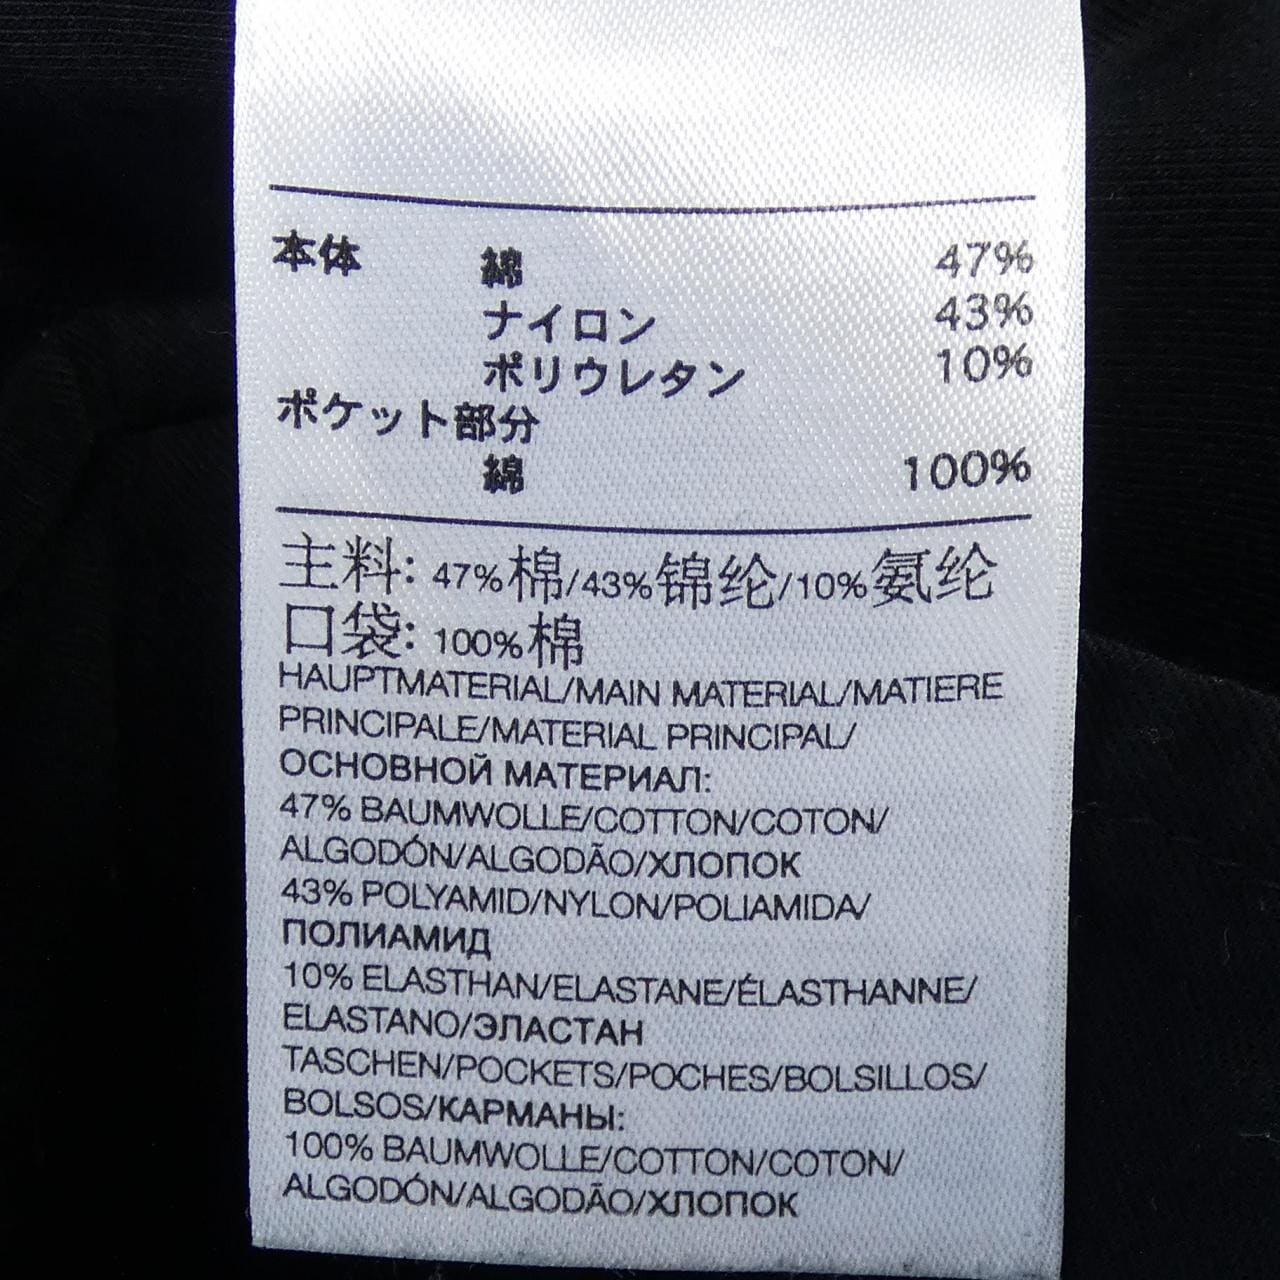 本体 綿 47%
ナイロン 43%
ポリウレタン 10%
ポケット部分
綿 100%
主料: 47%棉/43%锦纶/10%氨纶
口袋: 100%棉
HAUPTMATERIAL/MAIN MATERIAL/MATIERE
PRINCIPALE/MATERIAL PRINCIPAL/
ОСНОВНОЙ МАТЕРИАЛ:
47% BAUMWOLLE/COTTON/COTON/
ALGODÓN/ALGODÃO/ХЛОПОК
43% POLYAMID/NYLON/POLIAMIDA/
ПОЛИАМИД
10% ELASTHAN/ELASTANE/ÉLASTHANNE/
ELASTANO/ЭЛАСТАН
TASCHEN/POCKETS/POCHES/BOLSILLOS/
BOLSOS/КАРМАНЫ:
100% BAUMWOLLE/COTTON/COTON/
ALGODÓN/ALGODÃO/ХЛОПОК